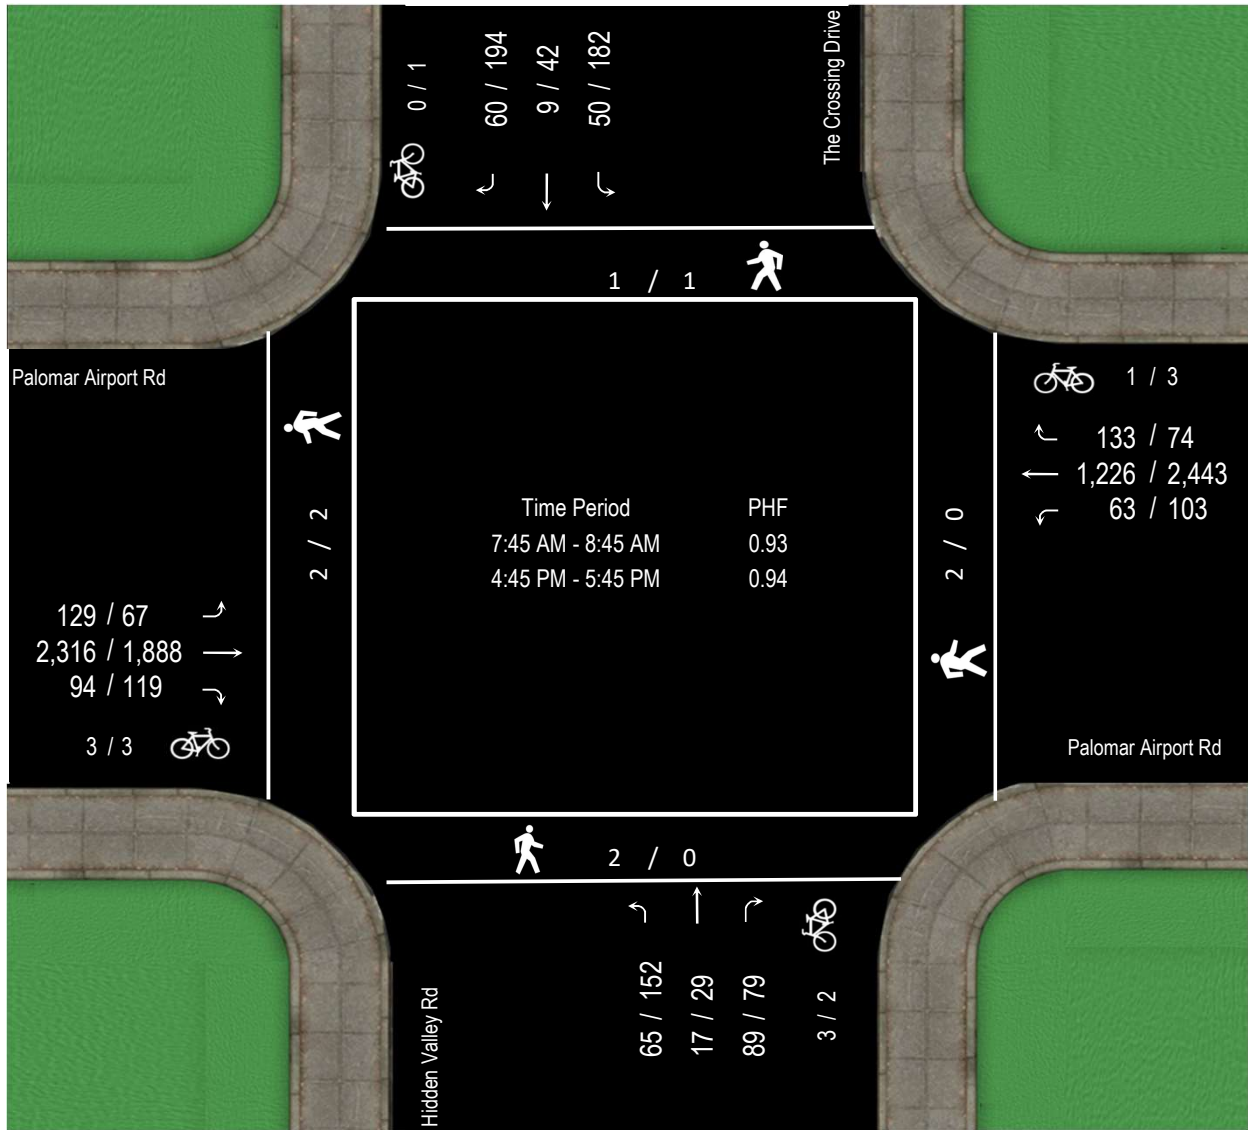 The Crossing Drive
0 / 1
60 / 194
9 / 42
50 / 182
1 / 1
Palomar Airport Rd
1 / 3
133 / 74
1,226 / 2,443
63 / 103
2 / 2
Time Period PHF
7:45 AM - 8:45 AM 0.93
4:45 PM - 5:45 PM 0.94
2 / 0
129 / 67
2,316 / 1,888
94 / 119
3 / 3
Palomar Airport Rd
2 / 0
Hidden Valley Rd
65 / 152
17 / 29
89 / 79
3 / 2